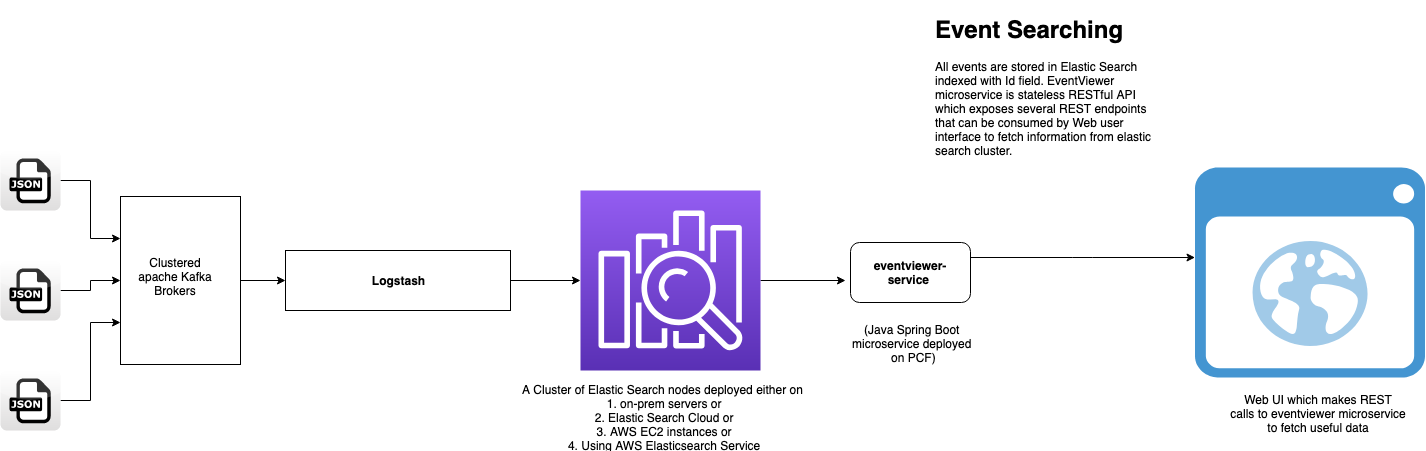 Event Searching
All events are stored in Elastic Search
indexed with Id field. EventViewer
microservice is stateless RESTful API
which exposes several REST endpoints
that can be consumed by Web user
interface to fetch information from elastic
search cluster.
JSON
JSON
JSON
Clustered
apache Kafka
Brokers
Logstash
A Cluster of Elastic Search nodes deployed either on
1. on-prem servers or
2. Elastic Search Cloud or
3. AWS EC2 instances or
4. Using AWS Elasticsearch Service
eventviewer-
service
(Java Spring Boot
microservice deployed
on PCF)
Web UI which makes REST
calls to eventviewer microservice
to fetch useful data